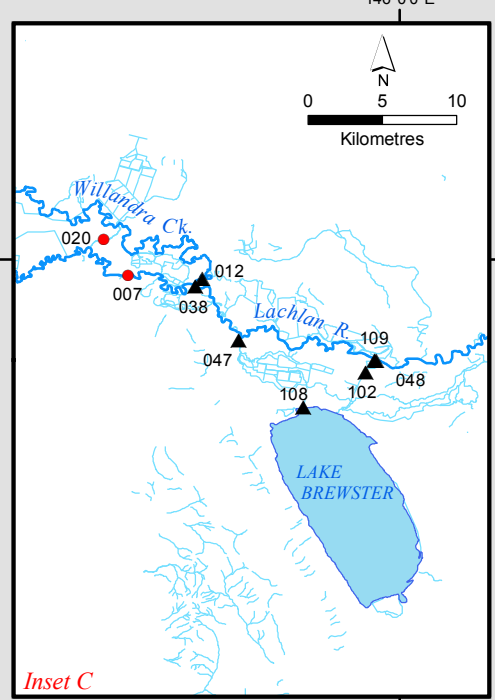 N
0 5 10
Kilometres
Willandra Ck.
020
007
012
038
Lachlan R.
047
109
048
102
108
LAKE
BREWSTER
Inset C